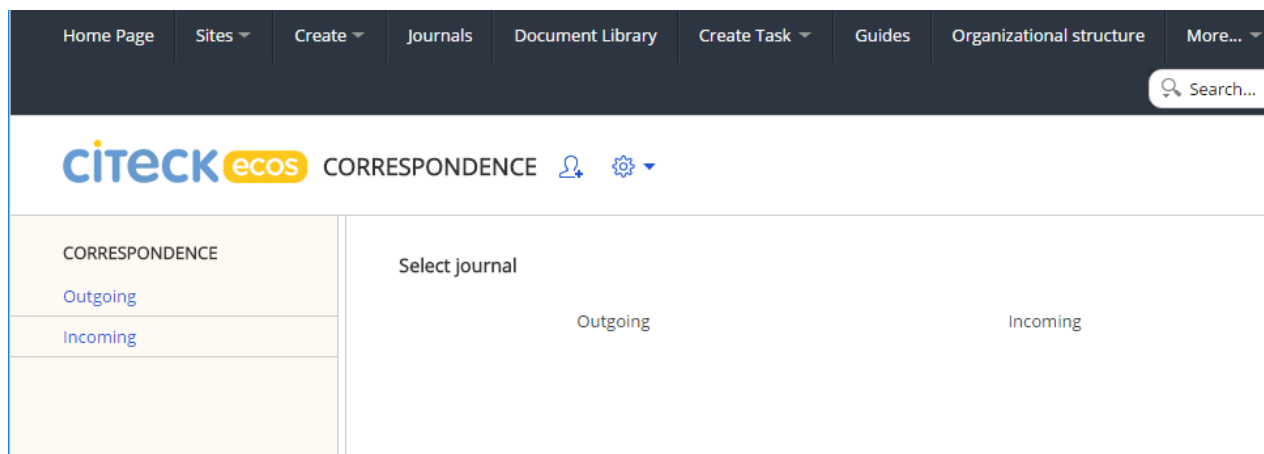 Home Page Sites Create Journals Document Library Create Task Guides Organizational structure More...
Search...
citeck ecos CORRESPONDENCE
CORRESPONDENCE
Outgoing
Incoming
Select journal
Outgoing Incoming